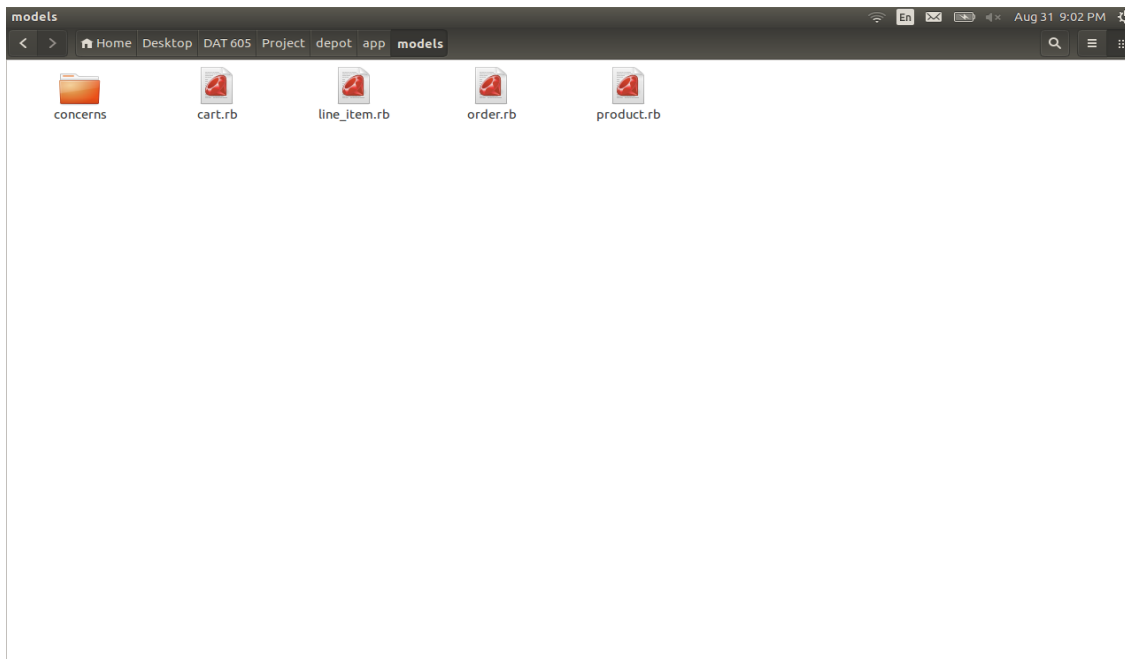 models
En Aug 31 9:02 PM
Home Desktop DAT 605 Project depot app models
concerns cart.rb line_item.rb order.rb product.rb